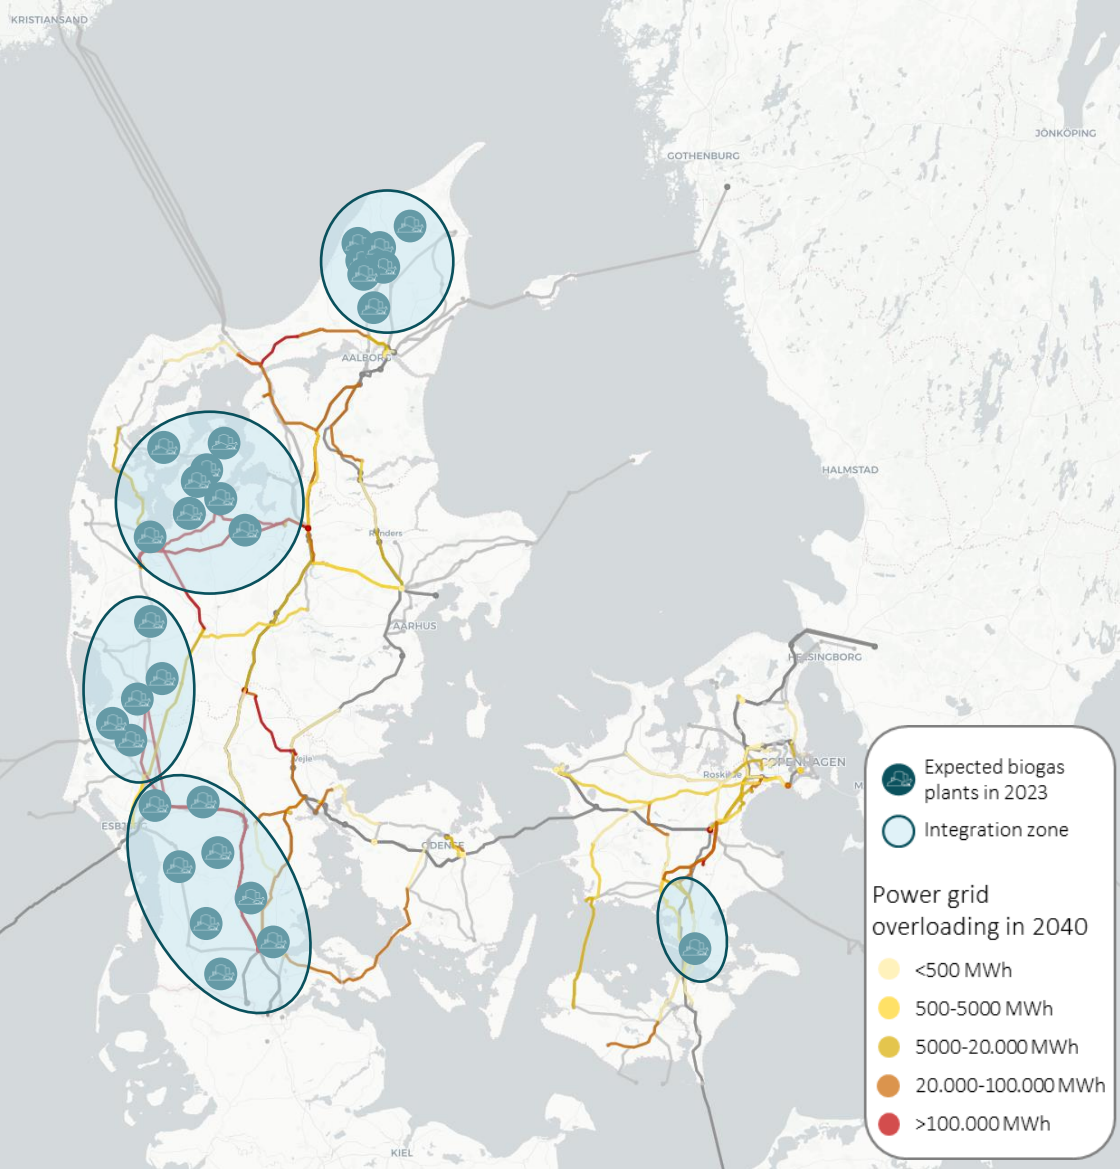 KRISTIANSAND
JÖNKÖPING
GOTHENBURG
AALBORG
HALMSTAD
Randers
AARHUS
HELSINGBORG
Vejle
COPENHAGEN
Roskilde
M
ESBJ
ODENSE
KIEL
Expected biogas
plants in 2023
Integration zone
Power grid
overloading in 2040
<500 MWh
500-5000 MWh
5000-20.000 MWh
20.000-100.000 MWh
>100.000 MWh